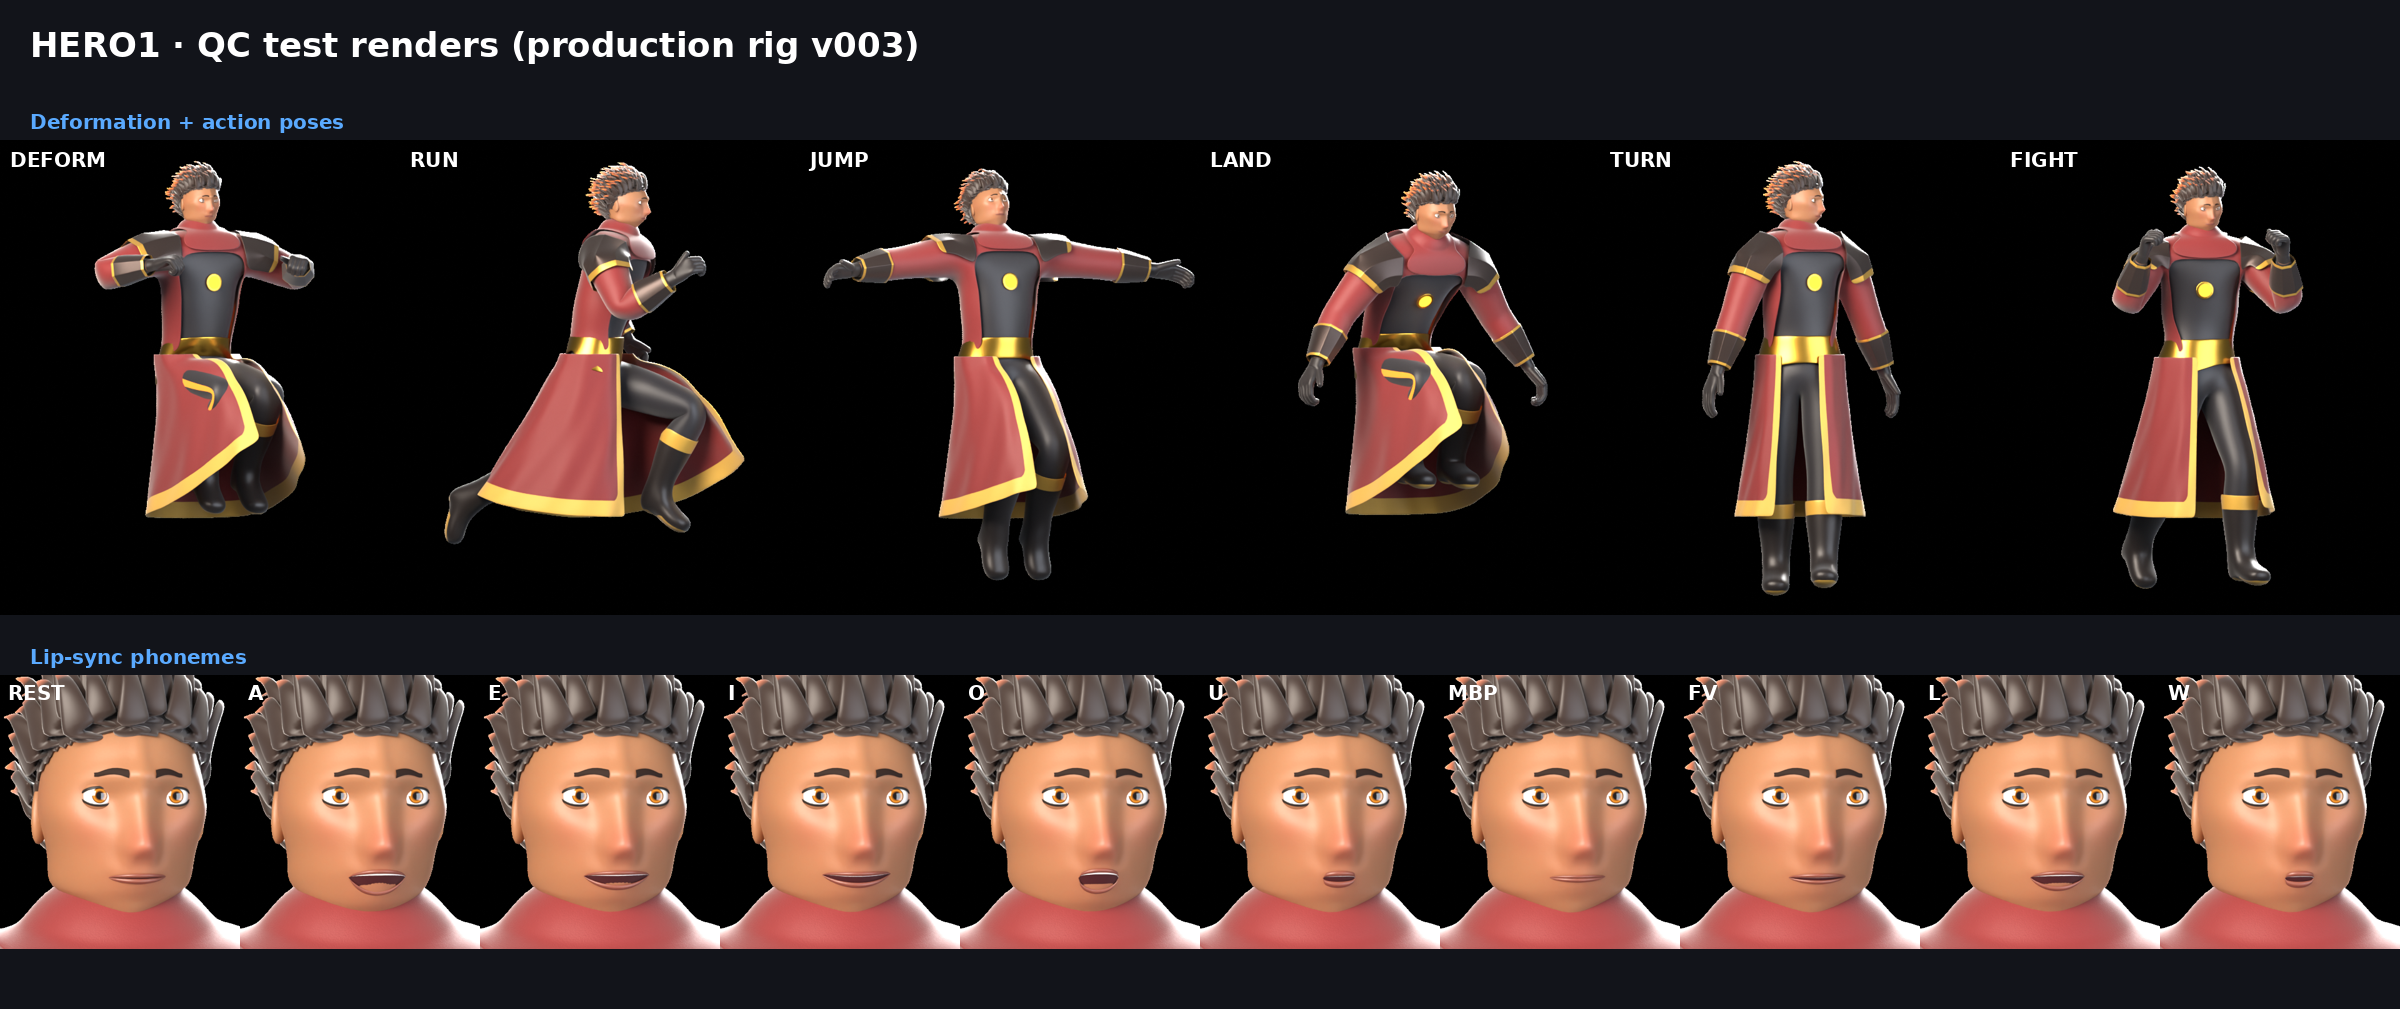 HERO1 · QC test renders (production rig v003)
Deformation + action poses
DEFORM RUN JUMP LAND TURN FIGHT
Lip-sync phonemes
REST A E I O U MBP FV L W